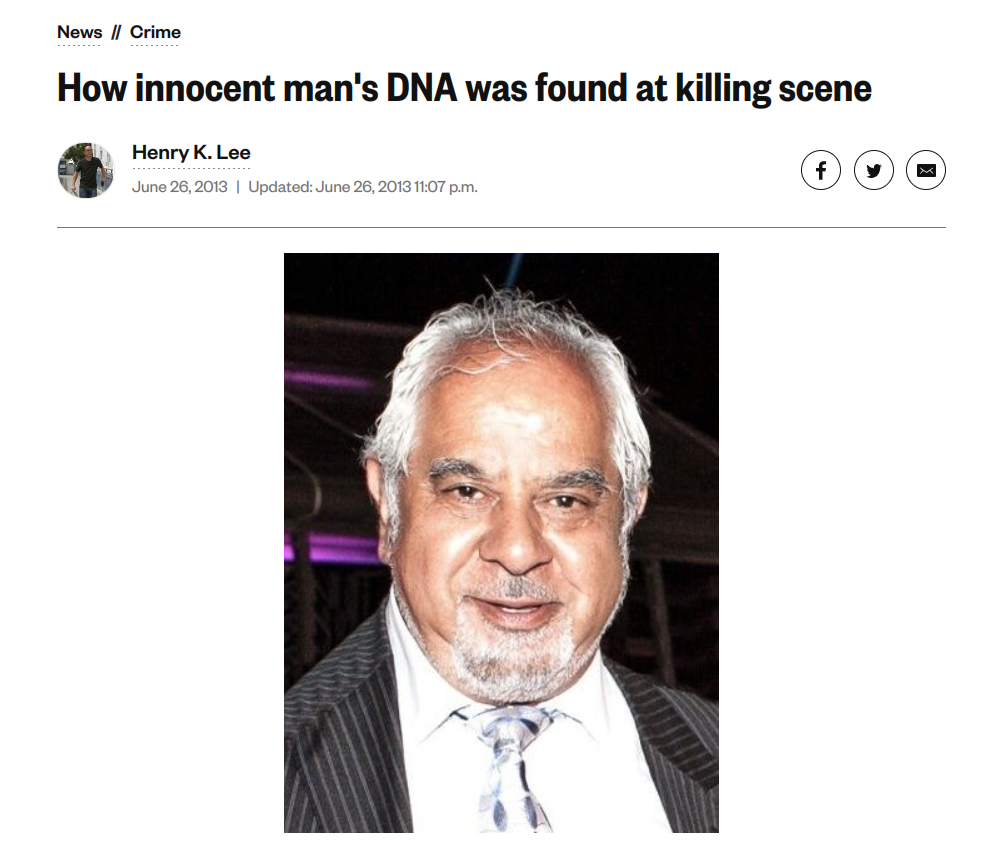 News // Crime
How innocent man's DNA was found at killing scene
Henry K. Lee
June 26, 2013 | Updated: June 26, 2013 11:07 p.m.